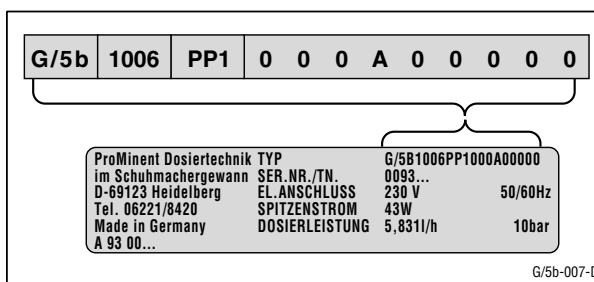 G/5b 1006 PP1 0 0 0 A 0 0 0 0 0
ProMinent Dosiertechnik TYP G/5B1006PP1000A00000
im Schuhmachergewann SER.NR./TN. 0093...
D-69123 Heidelberg EL.ANSCHLUSS 230 V 50/60Hz
Tel. 06221/8420 SPITZENSTROM 43W
Made in Germany DOSIERLEISTUNG 5,831l/h 10bar
A 93 00...
G/5b-007-D